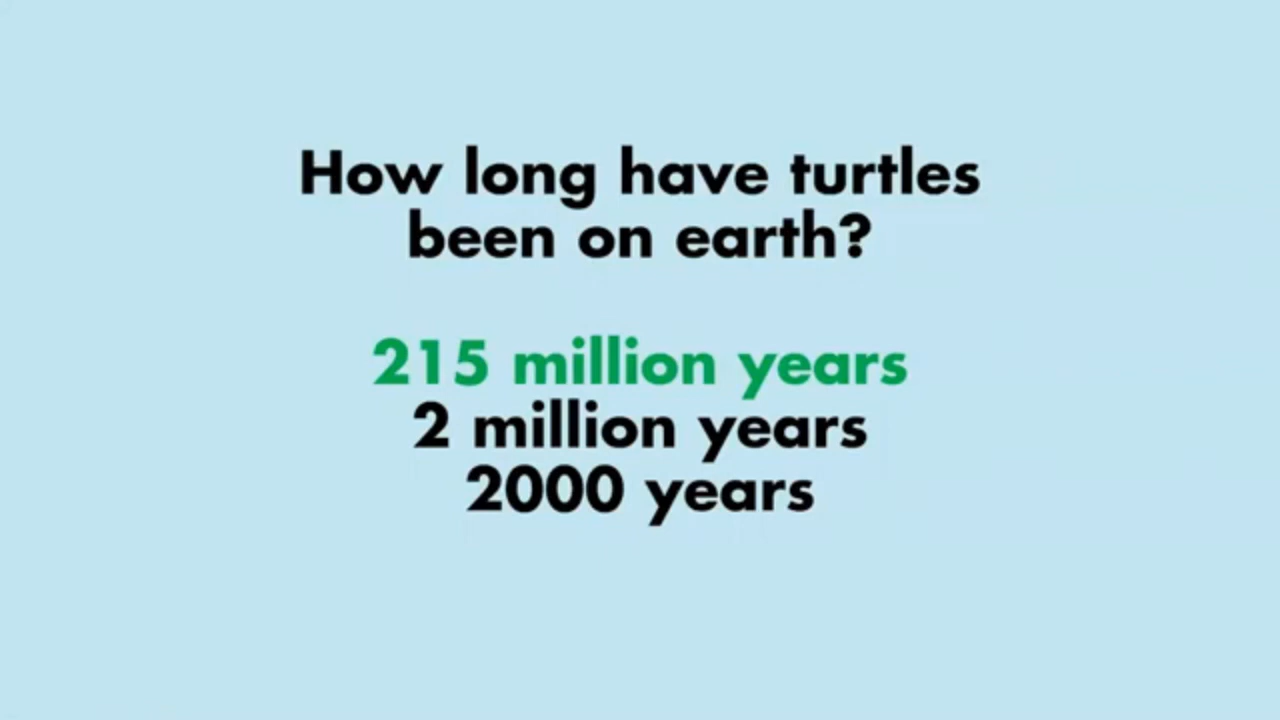 How long have turtles
been on earth?
215 million years
2 million years
2000 years